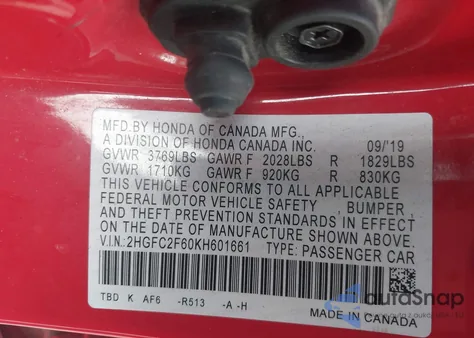 MFD.BY HONDA OF CANADA MFG.,
A DIVISION OF HONDA CANADA INC. 09/'19
GVWR 3769LBS GAWR F 2028LBS R 1829LBS
GVWR 1710KG GAWR F 920KG R 830KG
THIS VEHICLE CONFORMS TO ALL APPLICABLE
FEDERAL MOTOR VEHICLE SAFETY , BUMPER ,
AND THEFT PREVENTION STANDARDS IN EFFECT
ON THE DATE OF MANUFACTURE SHOWN ABOVE.
V.I.N.: 2HGFC2F60KH601661 TYPE: PASSENGER CAR
TBD K AF6 -R513 -A -H
MADE IN CANADA
autoSnap